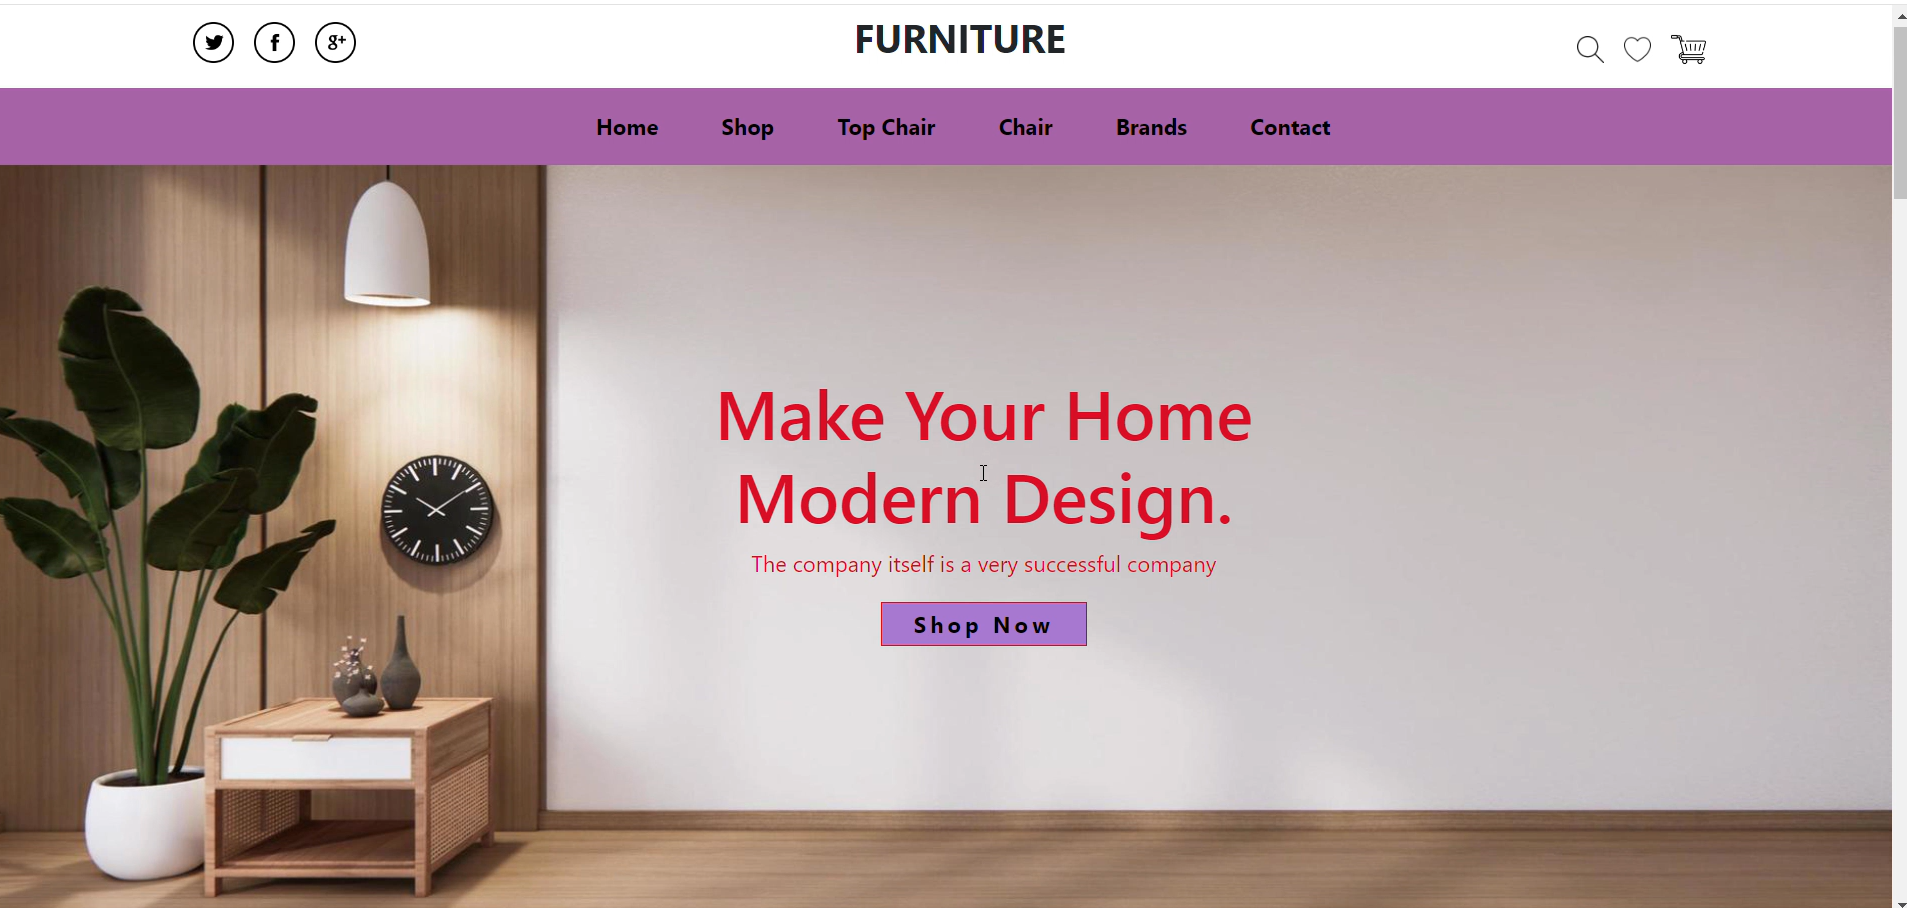 FURNITURE
Home Shop Top Chair Chair Brands Contact
Make Your Home
Modern Design.
The company itself is a very successful company
Shop Now